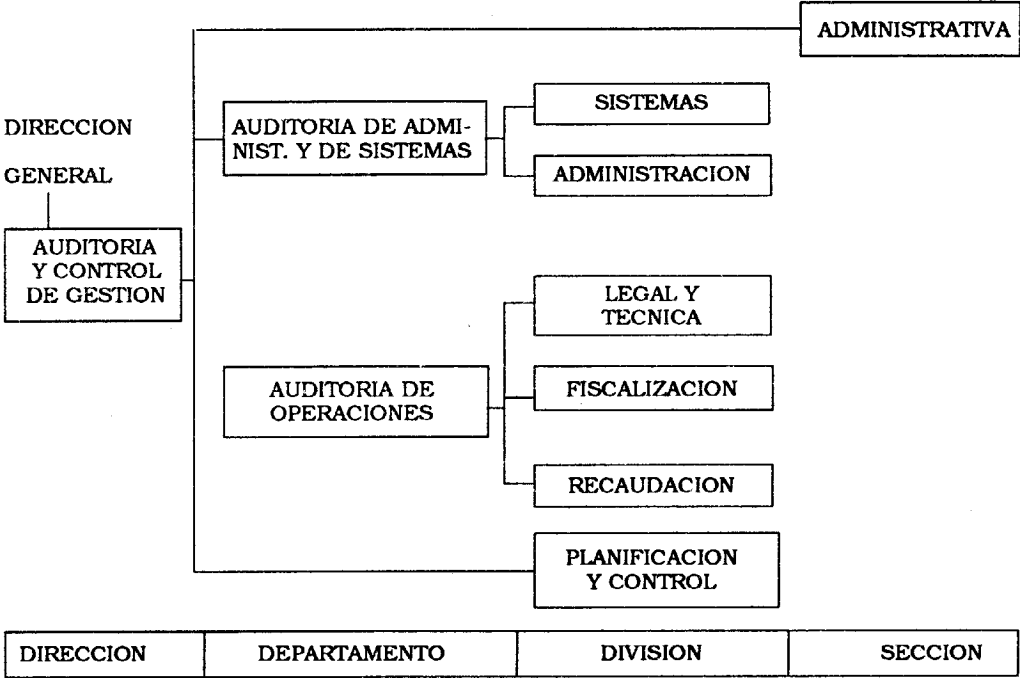 ADMINISTRATIVA
DIRECCION
GENERAL
AUDITORIA
Y CONTROL
DE GESTION
AUDITORIA DE ADMI-
NIST. Y DE SISTEMAS
SISTEMAS
ADMINISTRACION
AUDITORIA DE
OPERACIONES
LEGAL Y
TECNICA
FISCALIZACION
RECAUDACION
PLANIFICACION
Y CONTROL
DIRECCION DEPARTAMENTO DIVISION SECCION